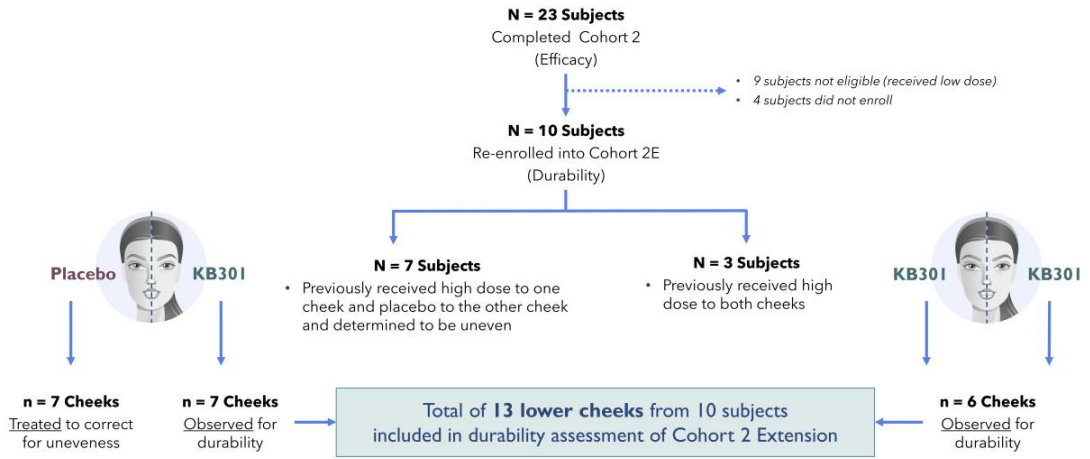 N = 23 Subjects
Completed Cohort 2
(Efficacy)
• 9 subjects not eligible (received low dose)
• 4 subjects did not enroll
N = 10 Subjects
Re-enrolled into Cohort 2E
(Durability)
Placebo
KB301
N = 7 Subjects
• Previously received high dose to one
cheek and placebo to the other cheek
and determined to be uneven
N = 3 Subjects
• Previously received high
dose to both cheeks
KB301
KB301
n = 7 Cheeks
Treated to correct
for uneveness
n = 7 Cheeks
Observed for
durability
Total of 13 lower cheeks from 10 subjects
included in durability assessment of Cohort 2 Extension
n = 6 Cheeks
Observed for
durability